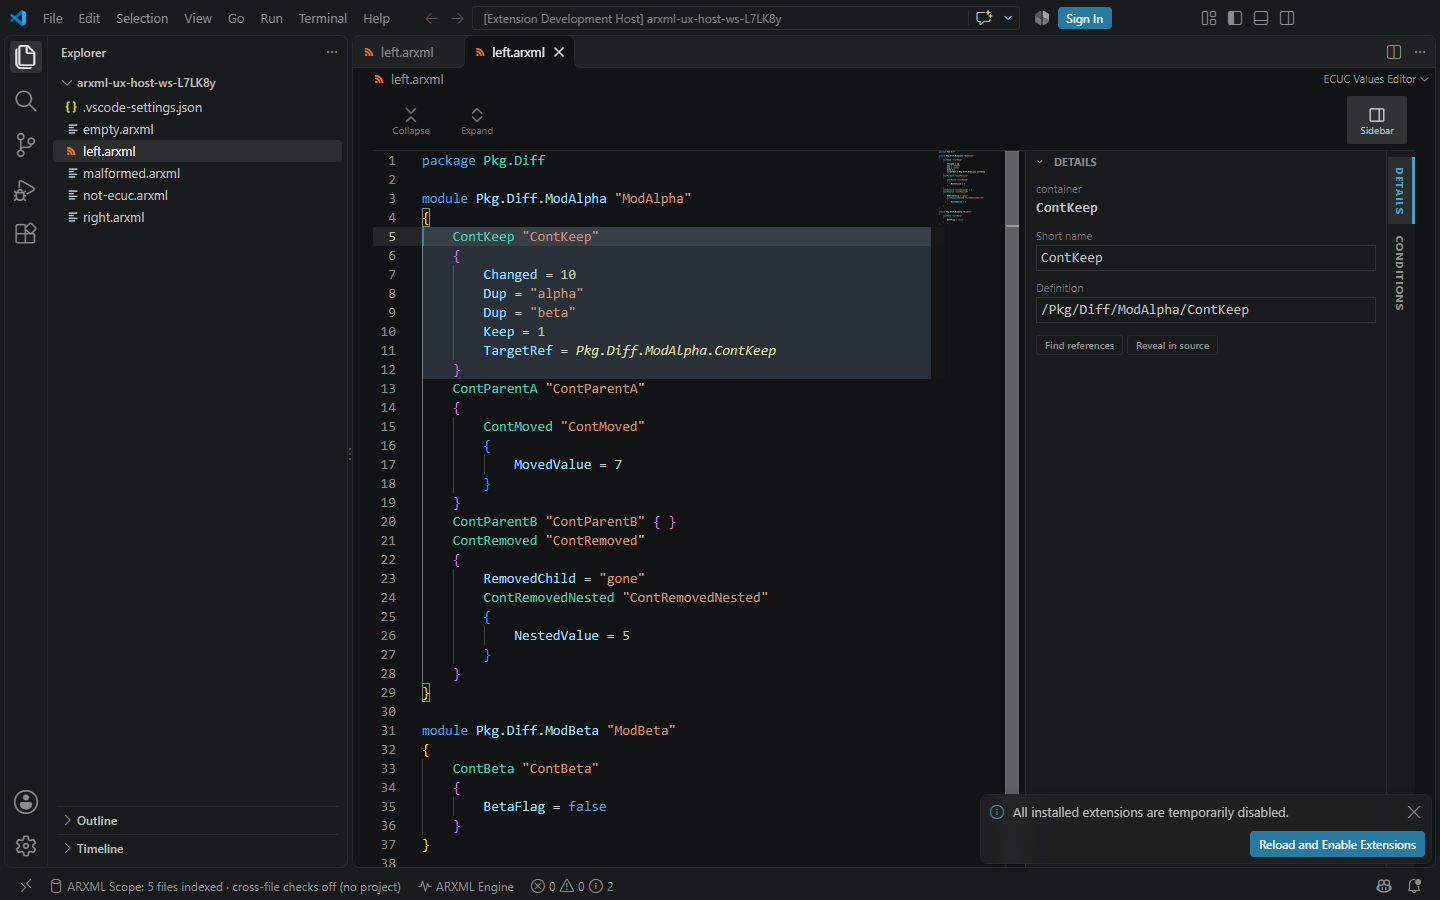 File Edit Selection View Go Run Terminal Help
[Extension Development Host] arxml-ux-host-ws-L7LK8y
Sign In
Explorer
arxml-ux-host-ws-L7LK8y
.vscode-settings.json
empty.arxml
left.arxml
malformed.arxml
not-ecuc.arxml
right.arxml
Outline
Timeline
left.arxml
left.arxml
left.arxml
ECUC Values Editor
Collapse
Expand
Sidebar
1 package Pkg.Diff
2
3 module Pkg.Diff.ModAlpha "ModAlpha"
4 {
5 ContKeep "ContKeep"
6 {
7 Changed = 10
8 Dup = "alpha"
9 Dup = "beta"
10 Keep = 1
11 TargetRef = Pkg.Diff.ModAlpha.ContKeep
12 }
13 ContParentA "ContParentA"
14 {
15 ContMoved "ContMoved"
16 {
17 MovedValue = 7
18 }
19 }
20 ContParentB "ContParentB" { }
21 ContRemoved "ContRemoved"
22 {
23 RemovedChild = "gone"
24 ContRemovedNested "ContRemovedNested"
25 {
26 NestedValue = 5
27 }
28 }
29 }
30
31 module Pkg.Diff.ModBeta "ModBeta"
32 {
33 ContBeta "ContBeta"
34 {
35 BetaFlag = false
36 }
37 }
38
DETAILS
container
ContKeep
Short name
ContKeep
Definition
/Pkg/Diff/ModAlpha/ContKeep
Find references
Reveal in source
DETAILS
CONDITIONS
All installed extensions are temporarily disabled.
Reload and Enable Extensions
ARXML Scope: 5 files indexed · cross-file checks off (no project)
ARXML Engine
0 0 2